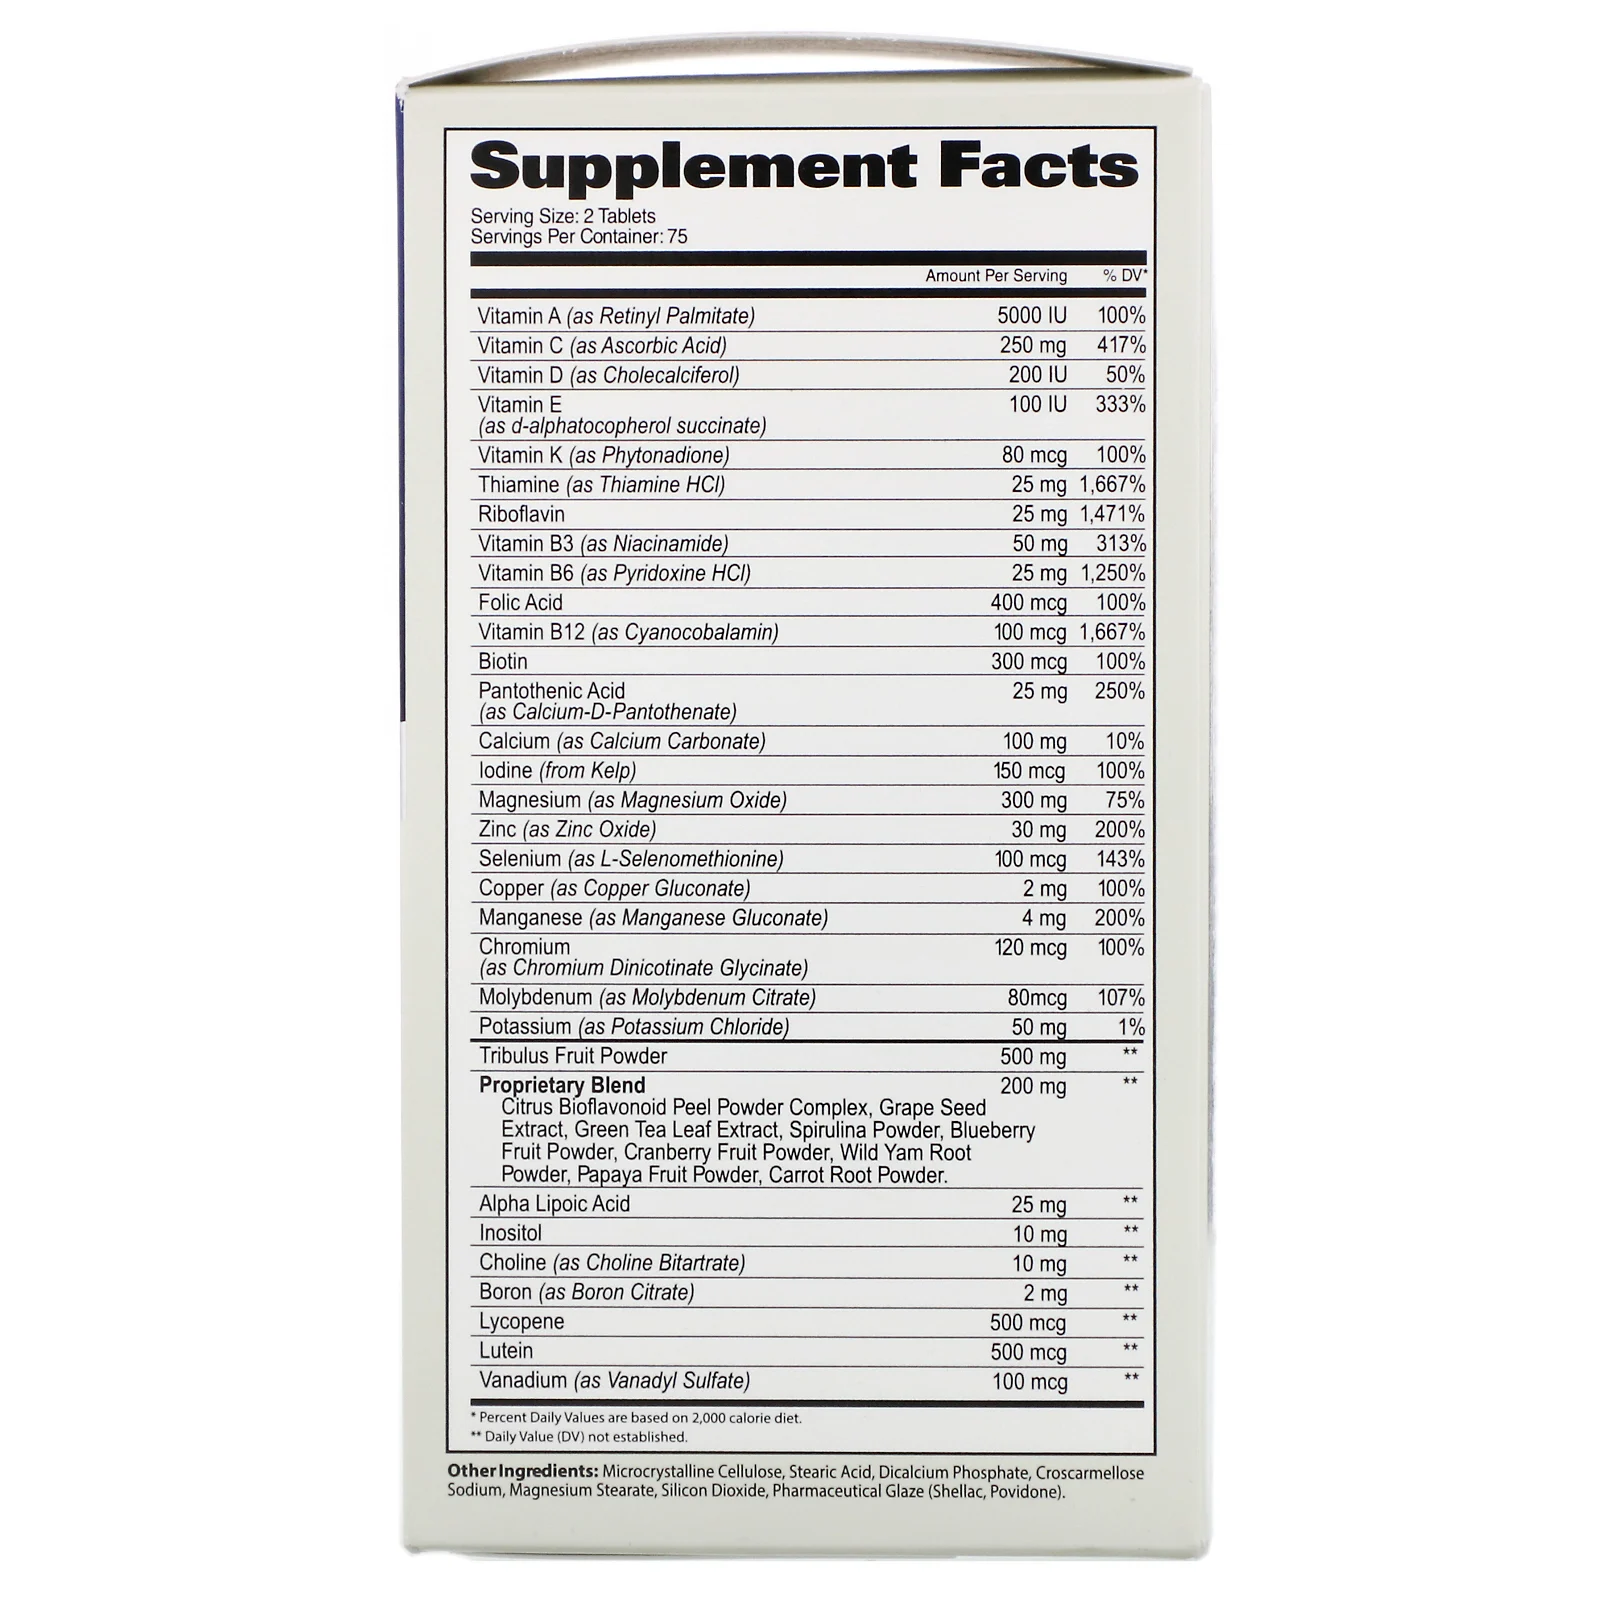 Supplement Facts
Serving Size: 2 Tablets
Servings Per Container: 75
Amount Per Serving % DV*
Vitamin A (as Retinyl Palmitate) 5000 IU 100%
Vitamin C (as Ascorbic Acid) 250 mg 417%
Vitamin D (as Cholecalciferol) 200 IU 50%
Vitamin E 100 IU 333%
(as d-alphatocopherol succinate)
Vitamin K (as Phytonadione) 80 mcg 100%
Thiamine (as Thiamine HCl) 25 mg 1,667%
Riboflavin 25 mg 1,471%
Vitamin B3 (as Niacinamide) 50 mg 313%
Vitamin B6 (as Pyridoxine HCl) 25 mg 1,250%
Folic Acid 400 mcg 100%
Vitamin B12 (as Cyanocobalamin) 100 mcg 1,667%
Biotin 300 mcg 100%
Pantothenic Acid 25 mg 250%
(as Calcium-D-Pantothenate)
Calcium (as Calcium Carbonate) 100 mg 10%
Iodine (from Kelp) 150 mcg 100%
Magnesium (as Magnesium Oxide) 300 mg 75%
Zinc (as Zinc Oxide) 30 mg 200%
Selenium (as L-Selenomethionine) 100 mcg 143%
Copper (as Copper Gluconate) 2 mg 100%
Manganese (as Manganese Gluconate) 4 mg 200%
Chromium 120 mcg 100%
(as Chromium Dinicotinate Glycinate)
Molybdenum (as Molybdenum Citrate) 80mcg 107%
Potassium (as Potassium Chloride) 50 mg 1%
Tribulus Fruit Powder 500 mg **
Proprietary Blend 200 mg **
Citrus Bioflavonoid Peel Powder Complex, Grape Seed
Extract, Green Tea Leaf Extract, Spirulina Powder, Blueberry
Fruit Powder, Cranberry Fruit Powder, Wild Yam Root
Powder, Papaya Fruit Powder, Carrot Root Powder.
Alpha Lipoic Acid 25 mg **
Inositol 10 mg **
Choline (as Choline Bitartrate) 10 mg **
Boron (as Boron Citrate) 2 mg **
Lycopene 500 mcg **
Lutein 500 mcg **
Vanadium (as Vanadyl Sulfate) 100 mcg **
* Percent Daily Values are based on 2,000 calorie diet.
** Daily Value (DV) not established.
Other Ingredients: Microcrystalline Cellulose, Stearic Acid, Dicalcium Phosphate, Croscarmellose
Sodium, Magnesium Stearate, Silicon Dioxide, Pharmaceutical Glaze (Shellac, Povidone).